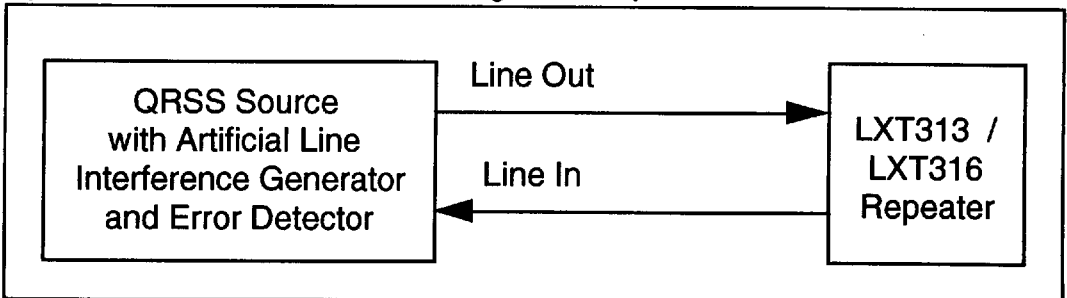 QRSS Source
with Artificial Line
Interference Generator
and Error Detector
Line Out
Line In
LXT313 /
LXT316
Repeater